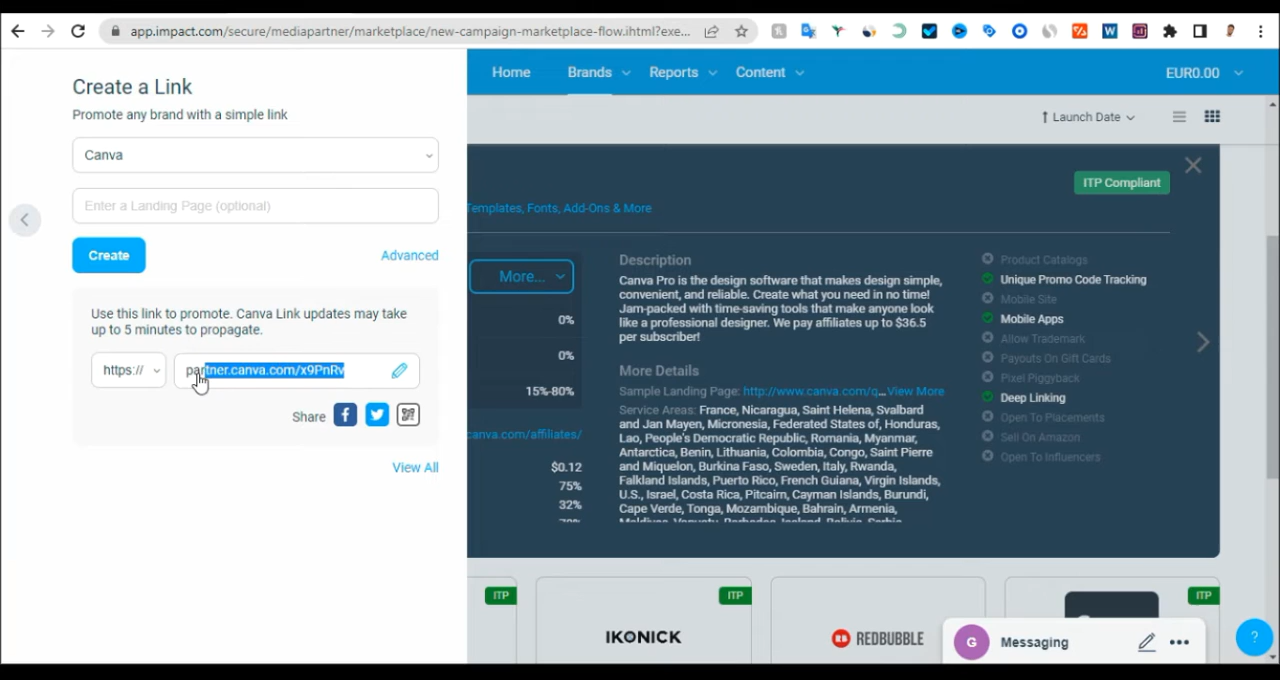 app.impact.com/secure/mediapartner/marketplace/new-campaign-marketplace-flow.ihtml?exe...
Create a Link
Promote any brand with a simple link
Canva
Enter a Landing Page (optional)
Create
Advanced
Use this link to promote. Canva Link updates may take
up to 5 minutes to propagate.
https://
partner.canva.com/x9PnRv
Share
View All
Home
Brands
Reports
Content
EUR0.00
Launch Date
ITP Compliant
Templates, Fonts, Add-Ons & More
More...
0%
0%
15%-80%
canva.com/affiliates/
$0.12
75%
32%
Description
Canva Pro is the design software that makes design simple,
convenient, and reliable. Create what you need in no time!
Jam-packed with time-saving tools that make anyone look
like a professional designer. We pay affiliates up to $36.5
per subscriber!
More Details
Sample Landing Page: http://www.canva.com/q...View More
Service Areas: France, Nicaragua, Saint Helena, Svalbard
and Jan Mayen, Micronesia, Federated States of, Honduras,
Lao, People's Democratic Republic, Romania, Myanmar,
Antarctica, Benin, Lithuania, Colombia, Congo, Saint Pierre
and Miquelon, Burkina Faso, Sweden, Italy, Rwanda,
Falkland Islands, Puerto Rico, French Guiana, Virgin Islands,
U.S., Israel, Costa Rica, Pitcairn, Cayman Islands, Burundi,
Cape Verde, Tonga, Mozambique, Bahrain, Armenia,
Product Catalogs
Unique Promo Code Tracking
Mobile Site
Mobile Apps
Allow Trademark
Payouts On Gift Cards
Pixel Piggyback
Deep Linking
Open To Placements
Sell On Amazon
Open To Influencers
ITP
ITP
ITP
IKONICK
REDBUBBLE
G
Messaging
?